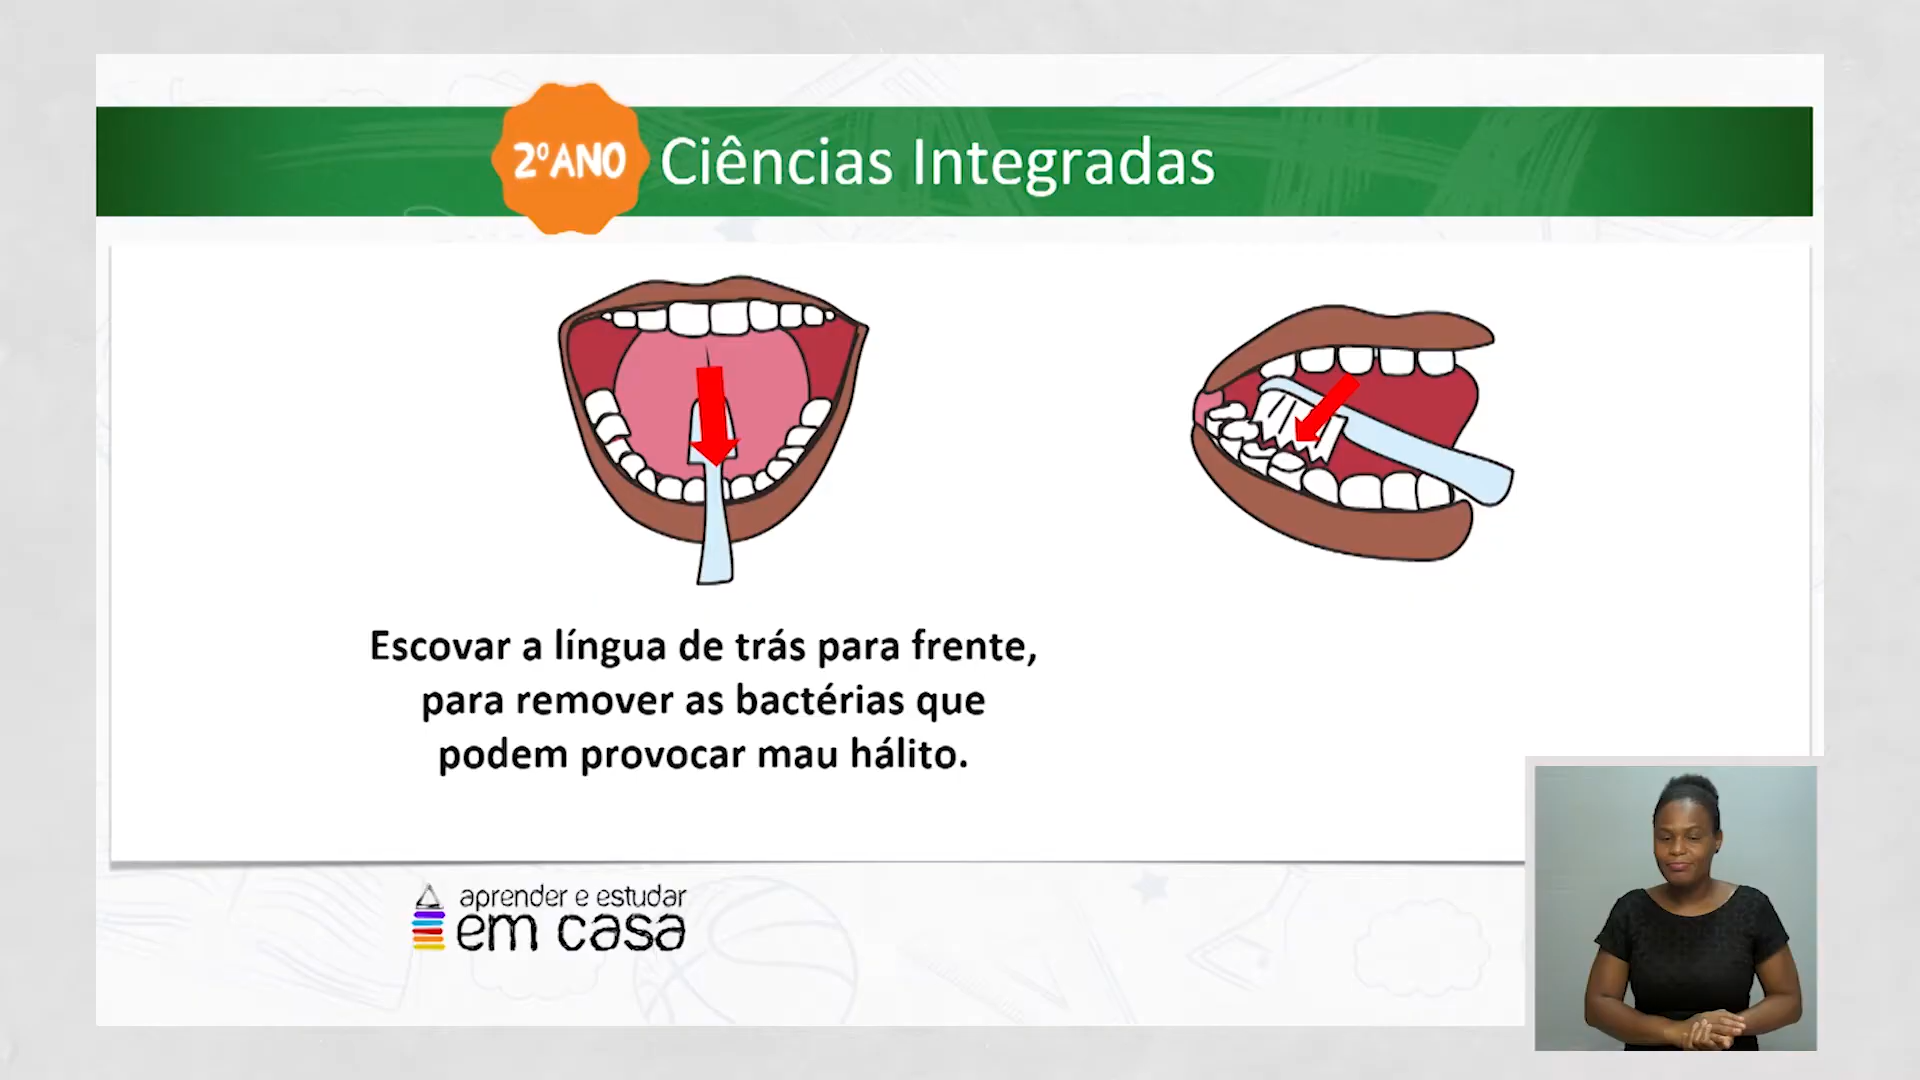 2ºANO
Ciências Integradas
Escovar a língua de trás para frente,
para remover as bactérias que
podem provocar mau hálito.
aprender e estudar
em casa